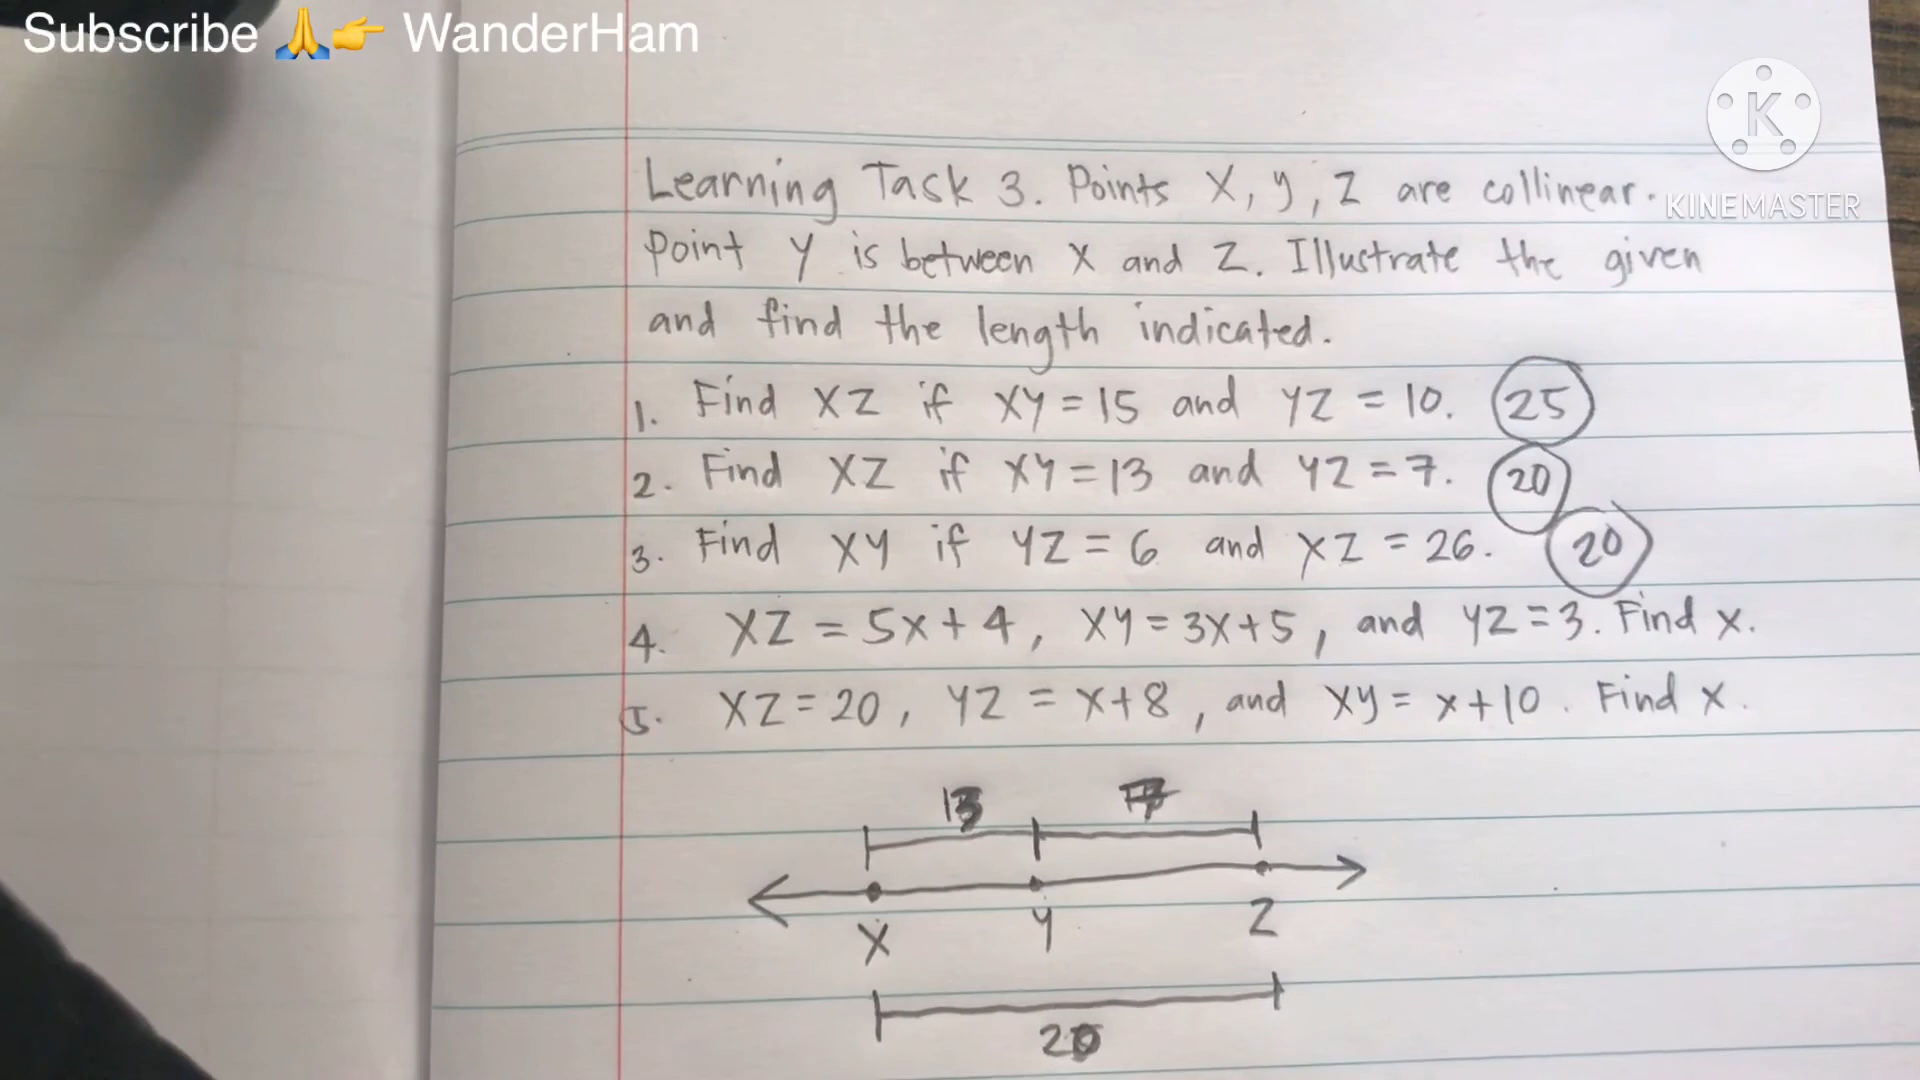 Subscribe 🙏👉 WanderHam
K
KINEMASTER
Learning Task 3. Points X, Y, Z are collinear.
Point Y is between X and Z. Illustrate the given
and find the length indicated.
1. Find XZ if XY = 15 and YZ = 10. 25
2. Find XZ if XY = 13 and YZ = 7. 20
3. Find XY if YZ = 6 and XZ = 26. 20
4. XZ = 5x + 4, XY = 3x + 5, and YZ = 3. Find x.
5. XZ = 20, YZ = x + 8, and XY = x + 10. Find x.
13
X Y Z
20